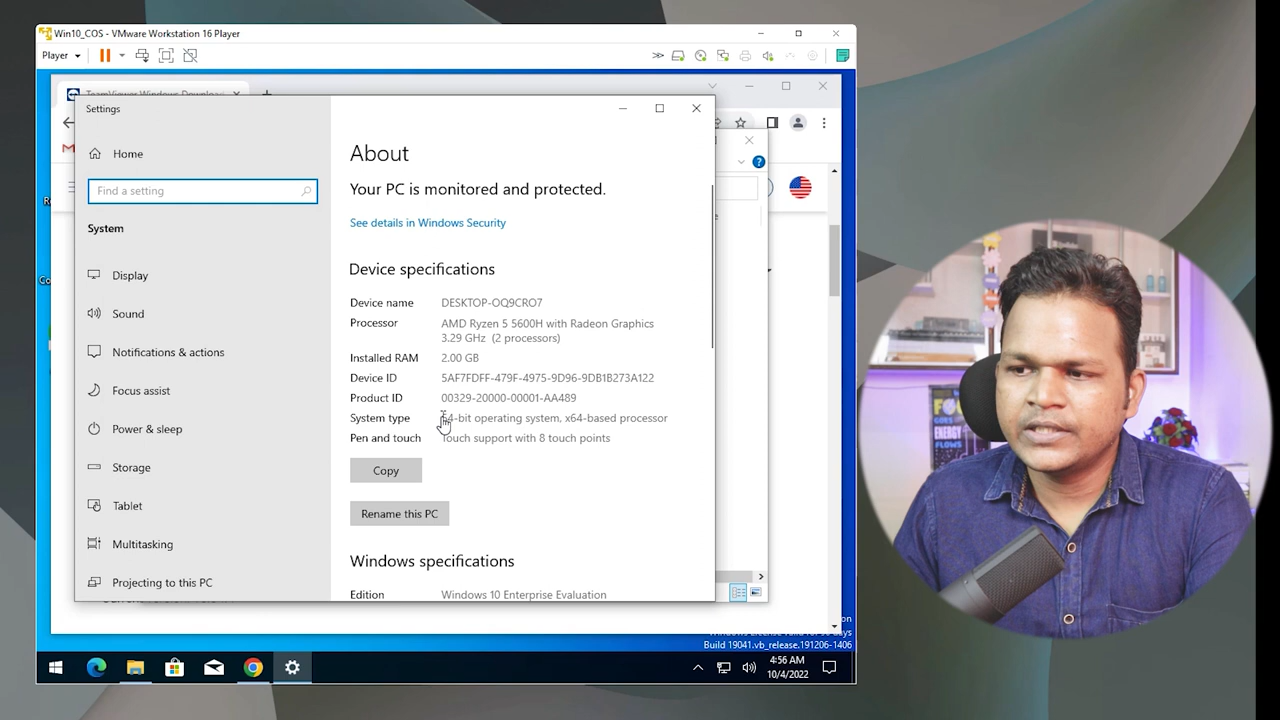 Win10_COS - VMware Workstation 16 Player
Player
TeamViewer Windows Downloa
Settings
Home
Find a setting
System
Display
Sound
Notifications & actions
Focus assist
Power & sleep
Storage
Tablet
Multitasking
Projecting to this PC
About
Your PC is monitored and protected.
See details in Windows Security
Device specifications
Device name DESKTOP-OQ9CRO7
Processor AMD Ryzen 5 5600H with Radeon Graphics
3.29 GHz (2 processors)
Installed RAM 2.00 GB
Device ID 5AF7FDFF-479F-4975-9D96-9DB1B273A122
Product ID 00329-20000-00001-AA489
System type 64-bit operating system, x64-based processor
Pen and touch Touch support with 8 touch points
Copy
Rename this PC
Windows specifications
Edition Windows 10 Enterprise Evaluation
Build 19041.vb_release.191206-1406
4:56 AM
10/4/2022